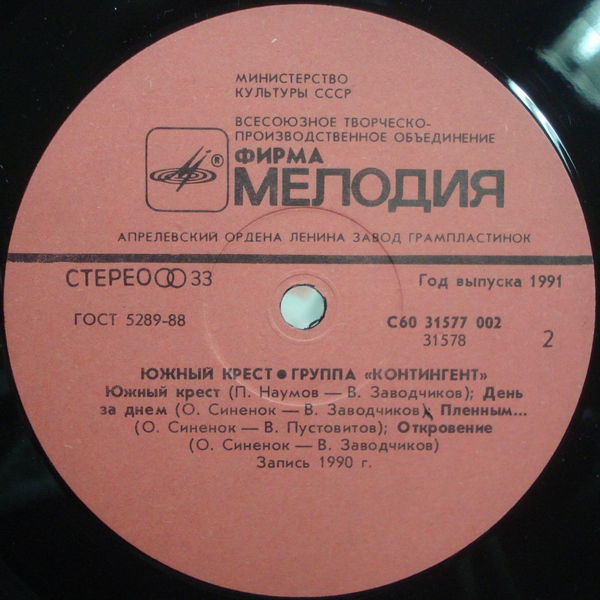 МИНИСТЕРСТВО
КУЛЬТУРЫ СССР
ВСЕСОЮЗНОЕ ТВОРЧЕСКО-
ПРОИЗВОДСТВЕННОЕ ОБЪЕДИНЕНИЕ
®
ФИРМА
МЕЛОДИЯ
АПРЕЛЕВСКИЙ ОРДЕНА ЛЕНИНА ЗАВОД ГРАМПЛАСТИНОК
СТЕРЕО 33
Год выпуска 1991
ГОСТ 5289-88
С60 31577 002
31578
2
ЮЖНЫЙ КРЕСТ ● ГРУППА «КОНТИНГЕНТ»
Южный крест (П. Наумов — В. Заводчиков); День
за днем (О. Синенок — В. Заводчиков); Пленным...
(О. Синенок — В. Пустовитов); Откровение
(О. Синенок — В. Заводчиков)
Запись 1990 г.